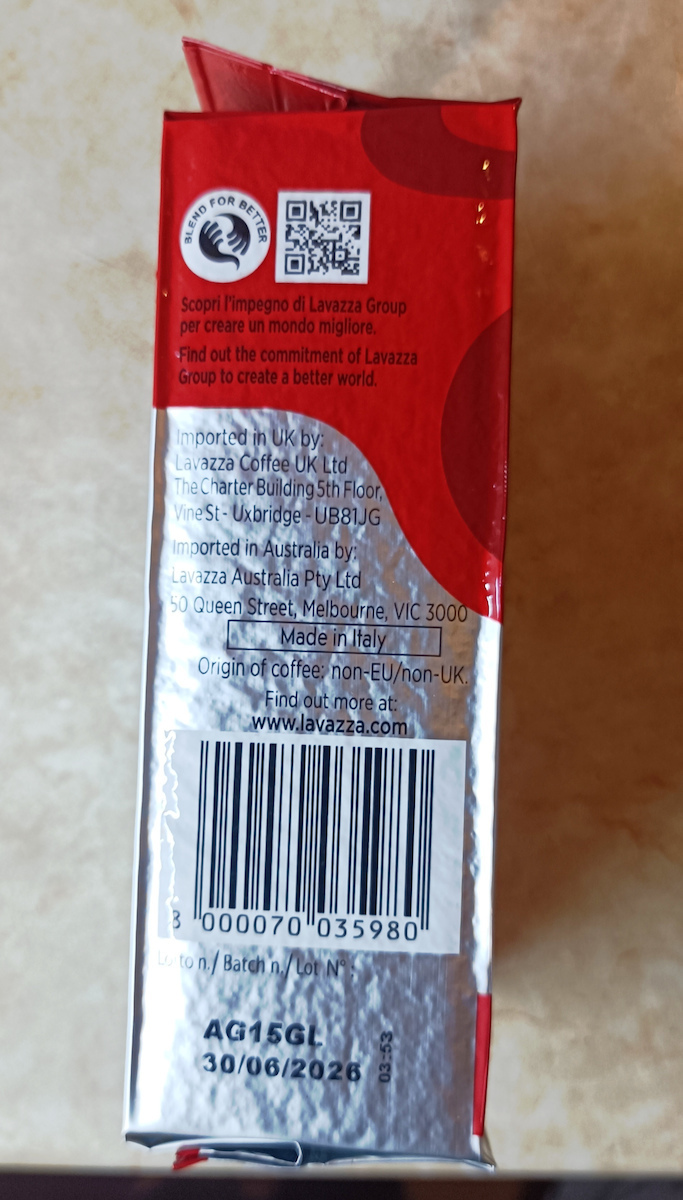 BLEND FOR BETTER
Scopri l'impegno di Lavazza Group
per creare un mondo migliore.
Find out the commitment of Lavazza
Group to create a better world.
Imported in UK by:
Lavazza Coffee UK Ltd
The Charter Building 5th Floor,
Vine St - Uxbridge - UB81JG
Imported in Australia by:
Lavazza Australia Pty Ltd
50 Queen Street, Melbourne, VIC 3000
Made in Italy
Origin of coffee: non-EU/non-UK.
Find out more at:
www.lavazza.com
8 000070 035980
Lotto n./ Batch n./ Lot N° :
AG15GL
30/06/2026
03:53